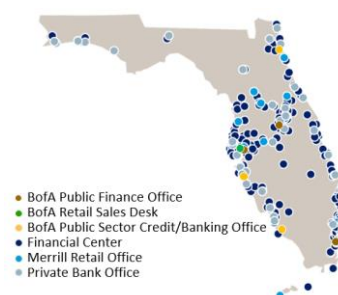 BofA Public Finance Office
BofA Retail Sales Desk
BofA Public Sector Credit/Banking Office
Financial Center
Merrill Retail Office
Private Bank Office